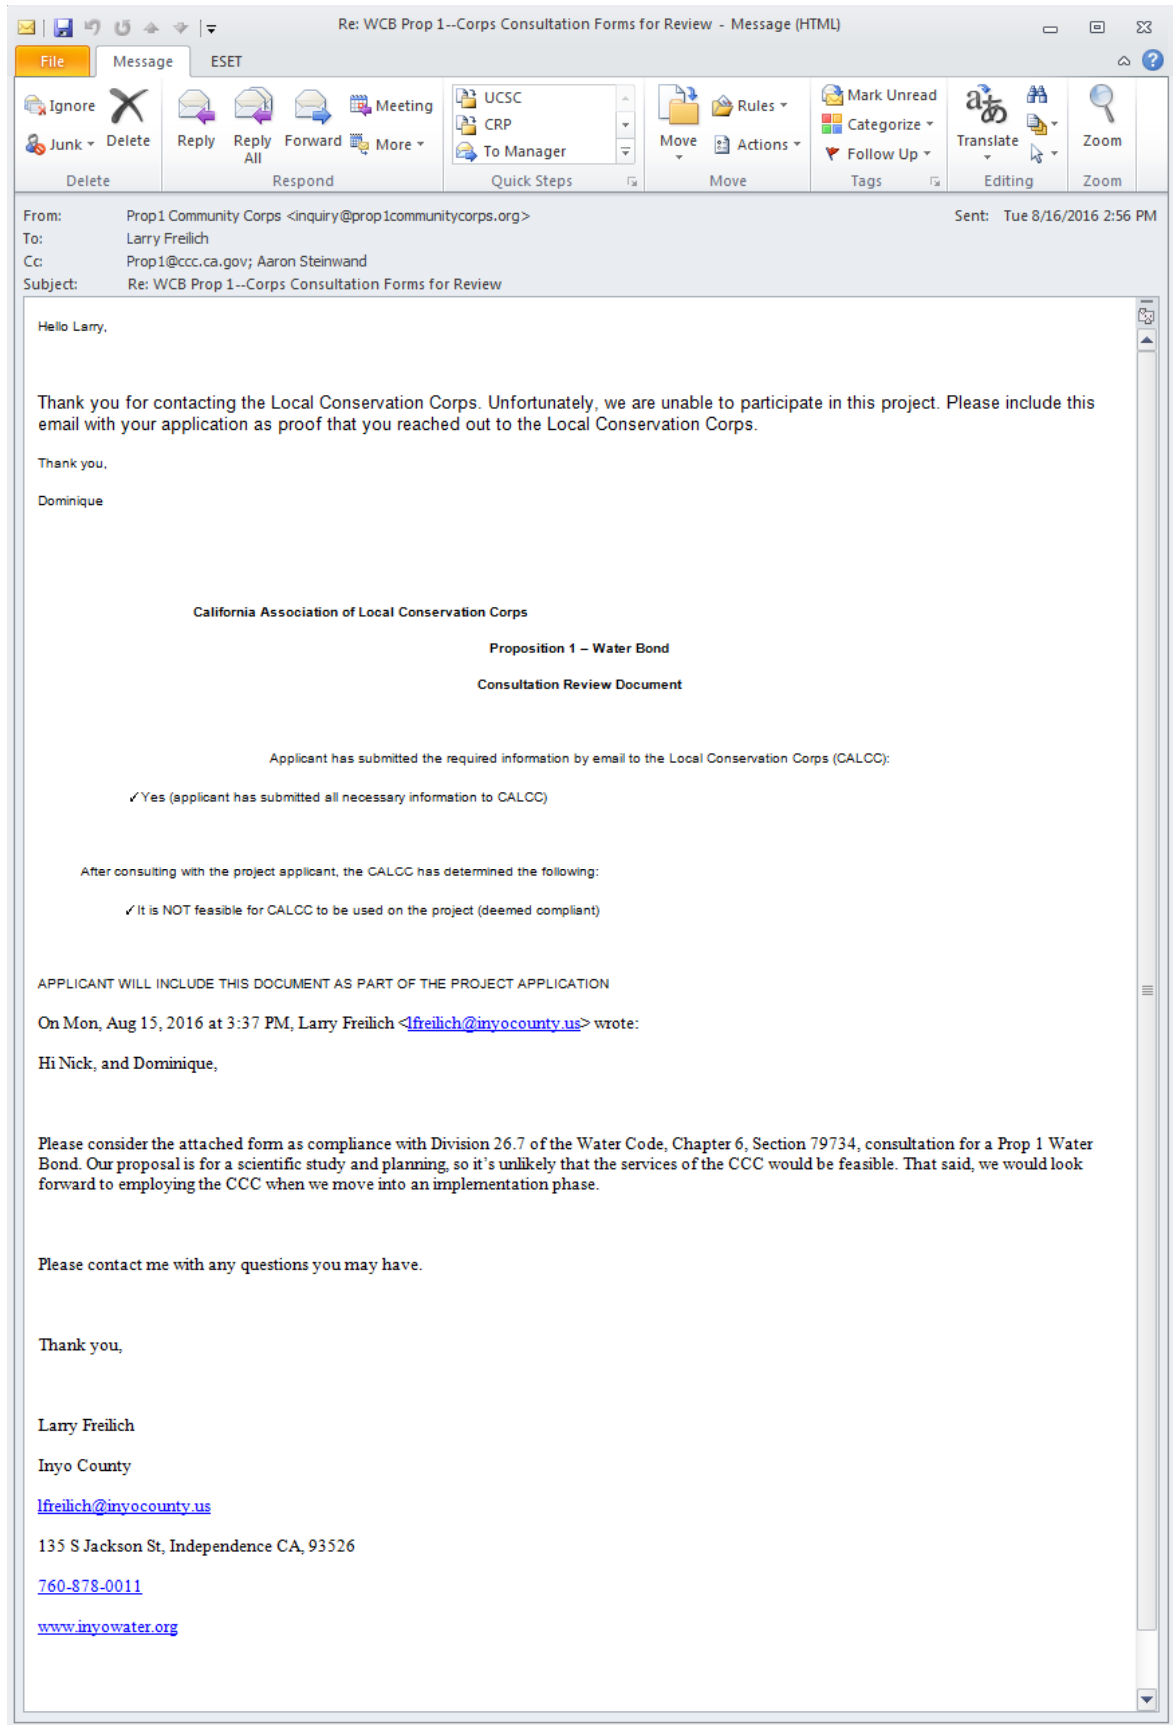 Re: WCB Prop 1--Corps Consultation Forms for Review - Message (HTML)
File Message ESET
Ignore
Junk
Delete
Reply
Reply All
Forward
Meeting
More
UCSC
CRP
To Manager
Move
Rules
Actions
Mark Unread
Categorize
Follow Up
Translate
Zoom
Delete Respond Quick Steps Move Tags Editing Zoom
From: Prop1 Community Corps <inquiry@prop1communitycorps.org> Sent: Tue 8/16/2016 2:56 PM
To: Larry Freilich
Cc: Prop1@ccc.ca.gov; Aaron Steinwand
Subject: Re: WCB Prop 1--Corps Consultation Forms for Review
Hello Larry,
Thank you for contacting the Local Conservation Corps. Unfortunately, we are unable to participate in this project. Please include this
email with your application as proof that you reached out to the Local Conservation Corps.
Thank you,
Dominique
California Association of Local Conservation Corps
Proposition 1 – Water Bond
Consultation Review Document
Applicant has submitted the required information by email to the Local Conservation Corps (CALCC):
✓Yes (applicant has submitted all necessary information to CALCC)
After consulting with the project applicant, the CALCC has determined the following:
✓It is NOT feasible for CALCC to be used on the project (deemed compliant)
APPLICANT WILL INCLUDE THIS DOCUMENT AS PART OF THE PROJECT APPLICATION
On Mon, Aug 15, 2016 at 3:37 PM, Larry Freilich <lfreilich@inyocounty.us> wrote:
Hi Nick, and Dominique,
Please consider the attached form as compliance with Division 26.7 of the Water Code, Chapter 6, Section 79734, consultation for a Prop 1 Water
Bond. Our proposal is for a scientific study and planning, so it's unlikely that the services of the CCC would be feasible. That said, we would look
forward to employing the CCC when we move into an implementation phase.
Please contact me with any questions you may have.
Thank you,
Larry Freilich
Inyo County
lfreilich@inyocounty.us
135 S Jackson St, Independence CA, 93526
760-878-0011
www.inyowater.org